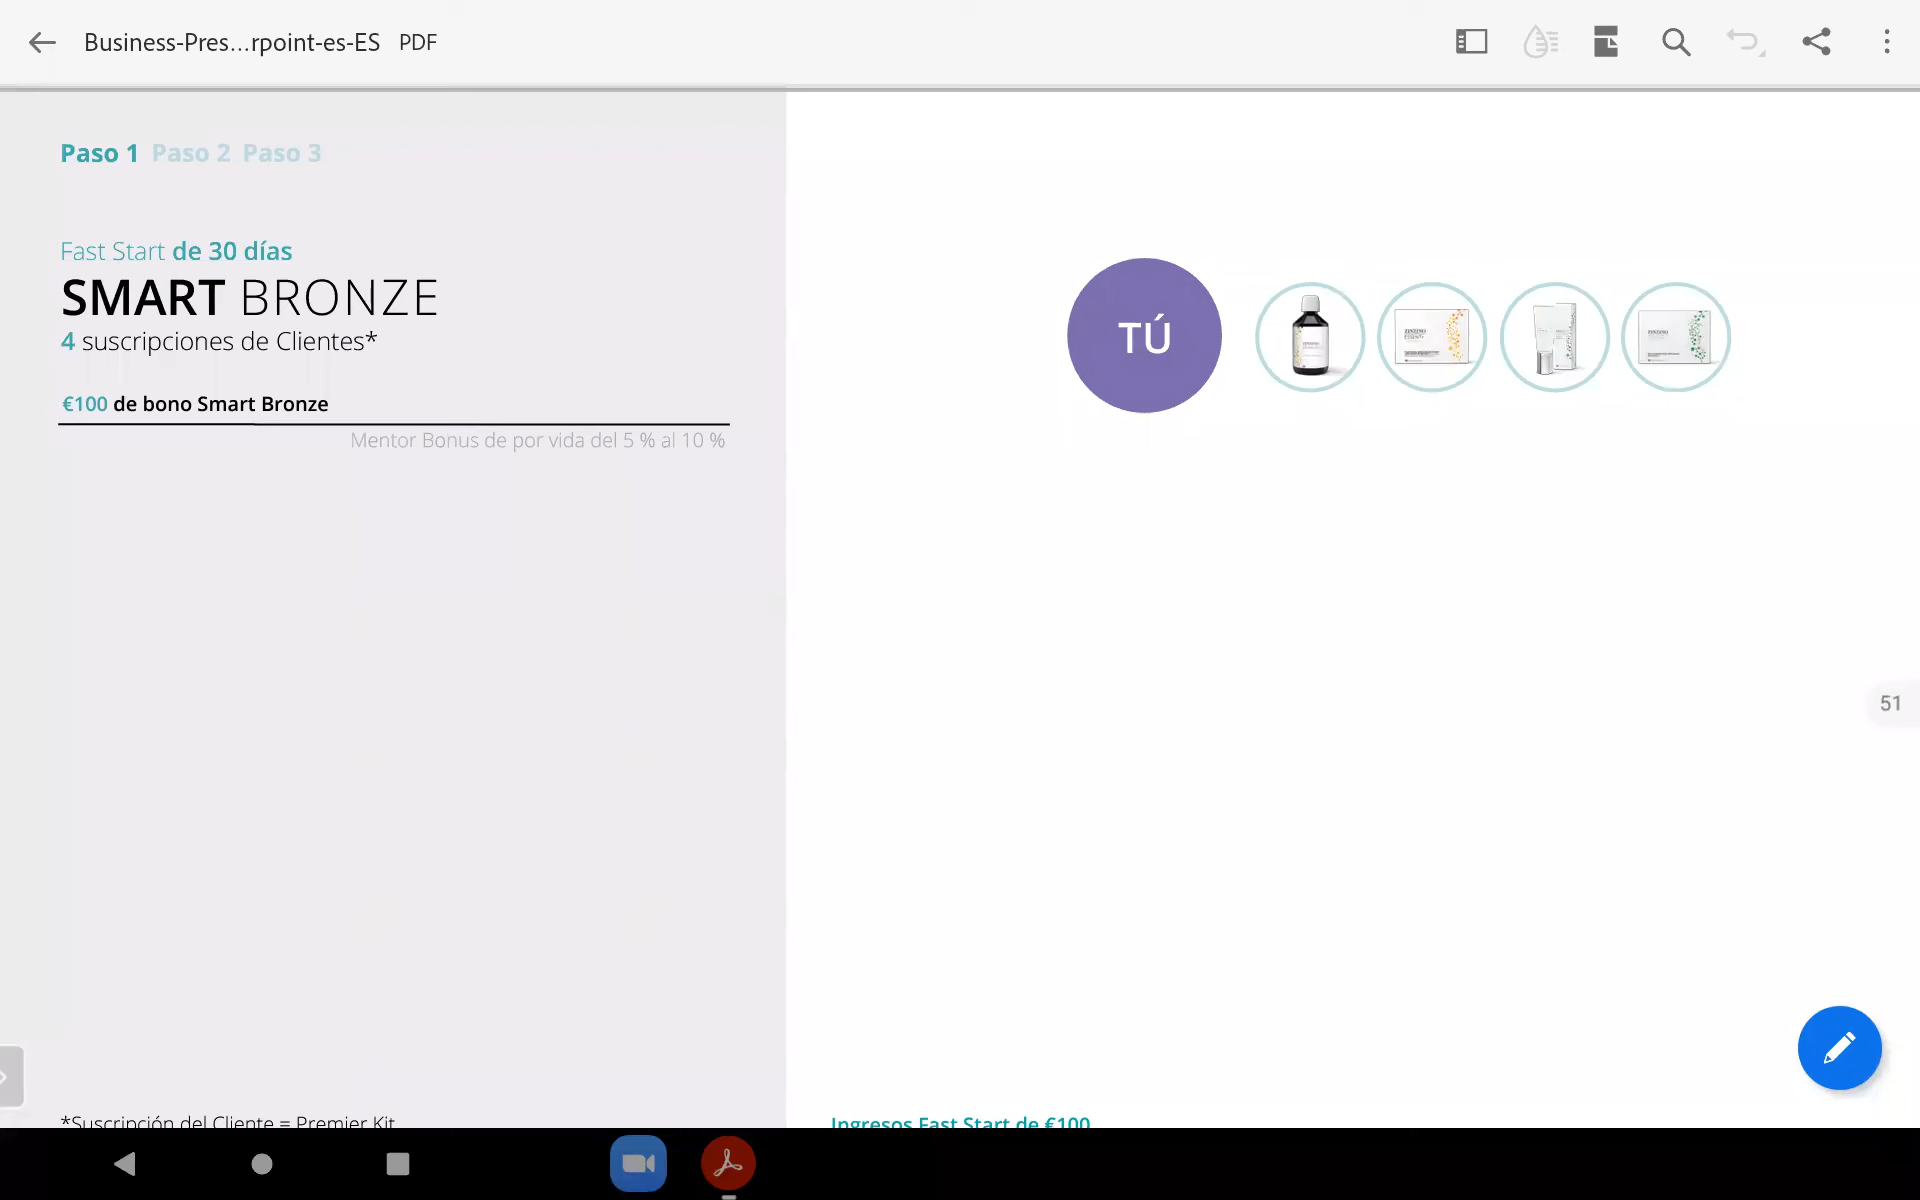 Business-Pres...rpoint-es-ES PDF
Paso 1 Paso 2 Paso 3
Fast Start de 30 días
SMART BRONZE
4 suscripciones de Clientes*
€100 de bono Smart Bronze
Mentor Bonus de por vida del 5 % al 10 %
TÚ
ZINZINO
ZINZINO
51
*Suscripción del Cliente = Premier Kit
Ingresos Fast Start de €100